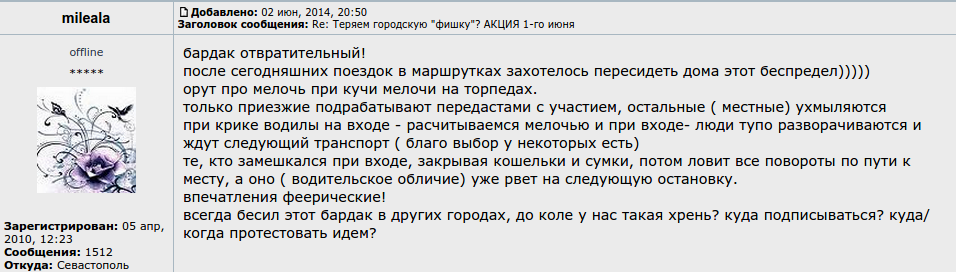 mileala
Добавлено: 02 июн, 2014, 20:50
Заголовок сообщения: Re: Теряем городскую "фишку"? АКЦИЯ 1-го июня
offline
*****
бардак отвратительный!
после сегодняшних поездок в маршрутках захотелось пересидеть дома этот беспредел)))))
орут про мелочь при кучи мелочи на торпедах.
только приезжие подрабатывают передастами с участием, остальные ( местные) ухмыляются
при крике водилы на входе - расчитываемся мелочью и при входе- люди тупо разворачиваются и
ждут следующий транспорт ( благо выбор у некоторых есть)
те, кто замешкался при входе, закрывая кошельки и сумки, потом ловит все повороты по пути к
месту, а оно ( водительское обличие) уже рвет на следующую остановку.
впечатления феерические!
всегда бесил этот бардак в других городах, до коле у нас такая хрень? куда подписываться? куда/
когда протестовать идем?
Зарегистрирован: 05 апр,
2010, 12:23
Сообщения: 1512
Откуда: Севастополь